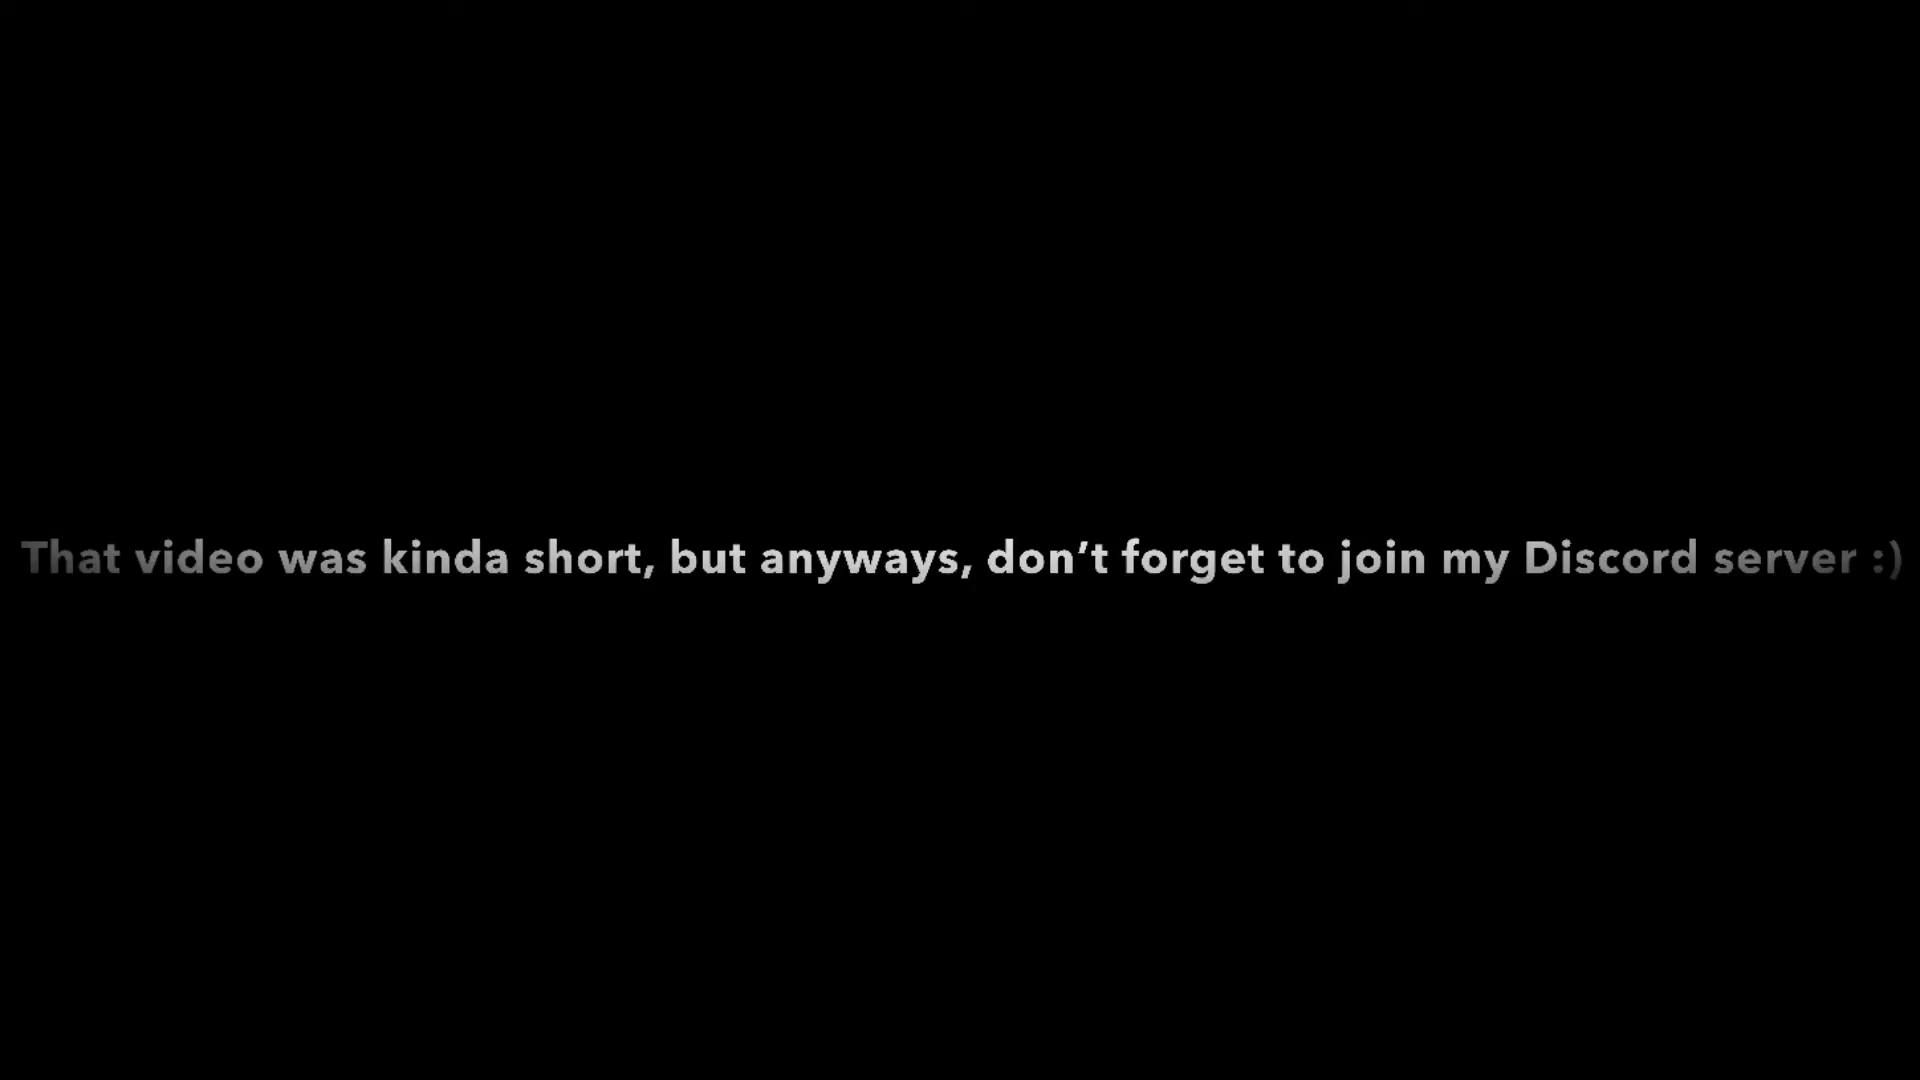 That video was kinda short, but anyways, don’t forget to join my Discord server :)